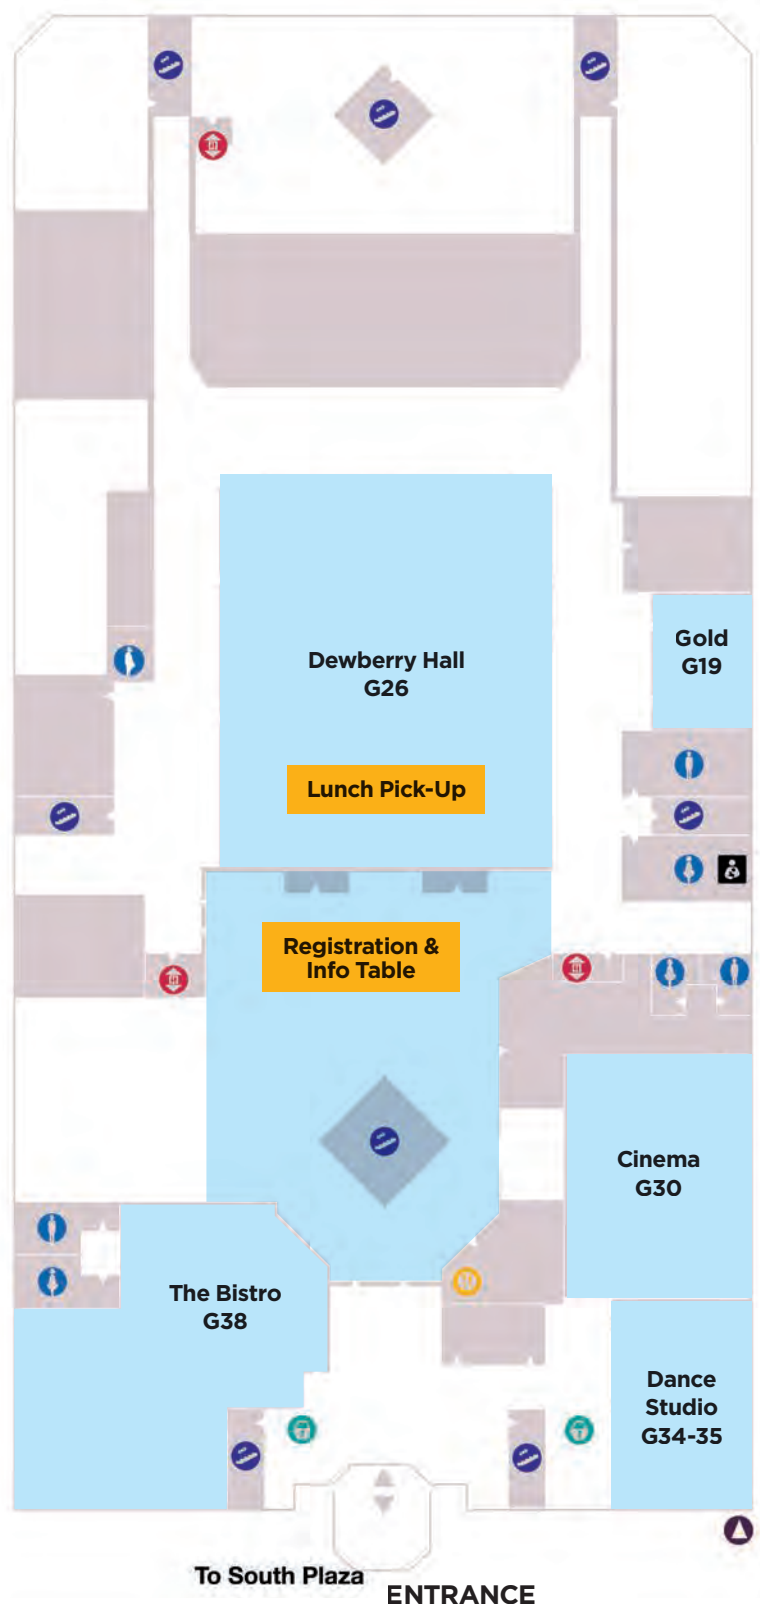 Dewberry Hall
G26
Gold
G19
Lunch Pick-Up
Registration &
Info Table
Cinema
G30
The Bistro
G38
Dance
Studio
G34-35
To South Plaza
ENTRANCE